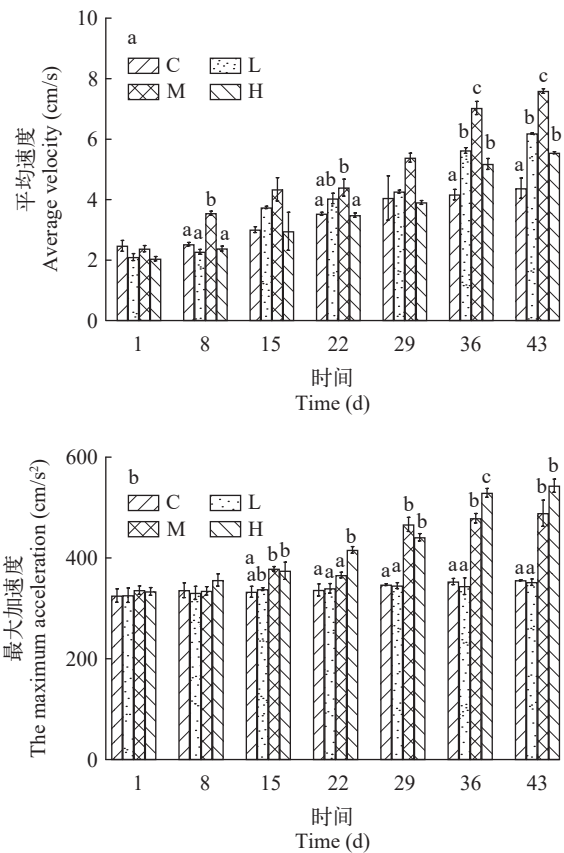 10
8
6
4
2
0
平均速度
Average velocity (cm/s)
a
C L
M H
a a b a
a ab b a
a b c b
a b c b
1 8 15 22 29 36 43
时间
Time (d)
600
400
200
0
最大加速度
The maximum acceleration (cm/s²)
b
C L
M H
a ab b b
a a a b
a a b b
a a b c
a a b b
1 8 15 22 29 36 43
时间
Time (d)